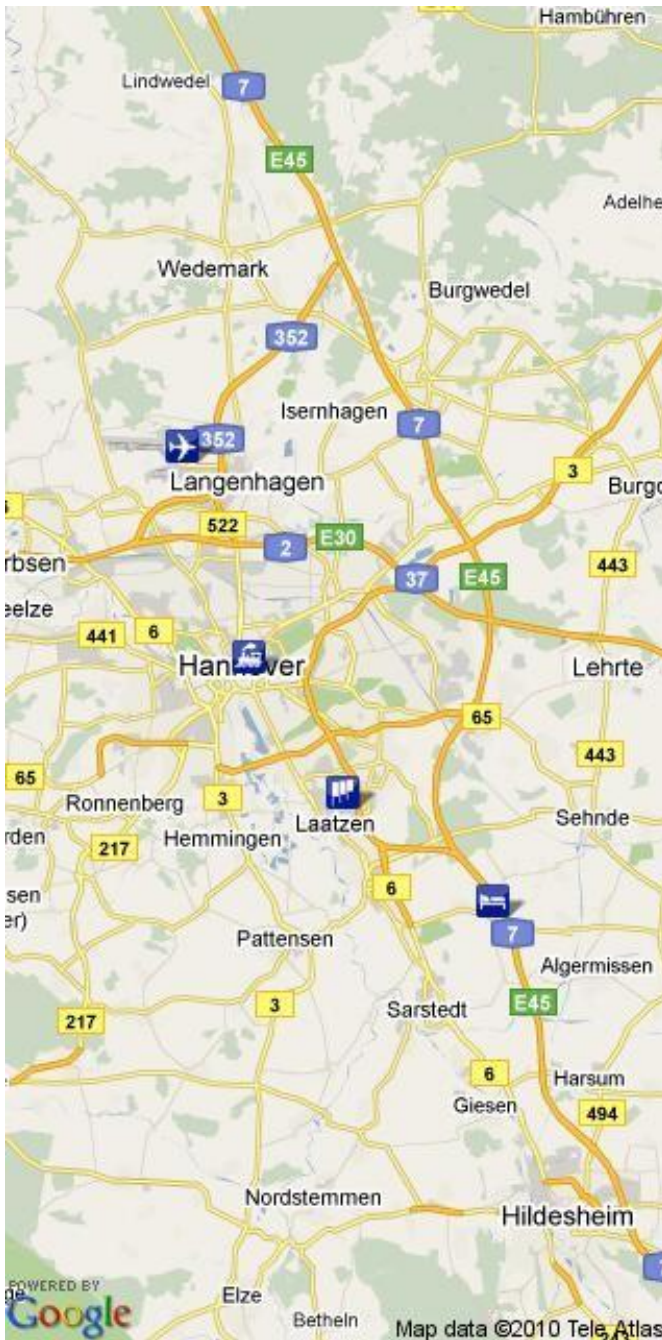 Hambühren
Lindwedel
7
E45
Adelhe
Wedemark
Burgwedel
352
Isernhagen
7
352
3
Langenhagen
Burgd
522
E30
2
rbsen
443
37
E45
eelze
6
441
Hannover
Lehrte
65
443
65
Ronnenberg
3
Laatzen
Sehnde
rden
Hemmingen
217
6
sen
er)
7
Pattensen
Algermissen
E45
3
Sarstedt
217
6
Harsum
Giesen
494
Nordstemmen
Hildesheim
POWERED BY
Google
Elze
Betheln
Map data ©2010 Tele Atlas